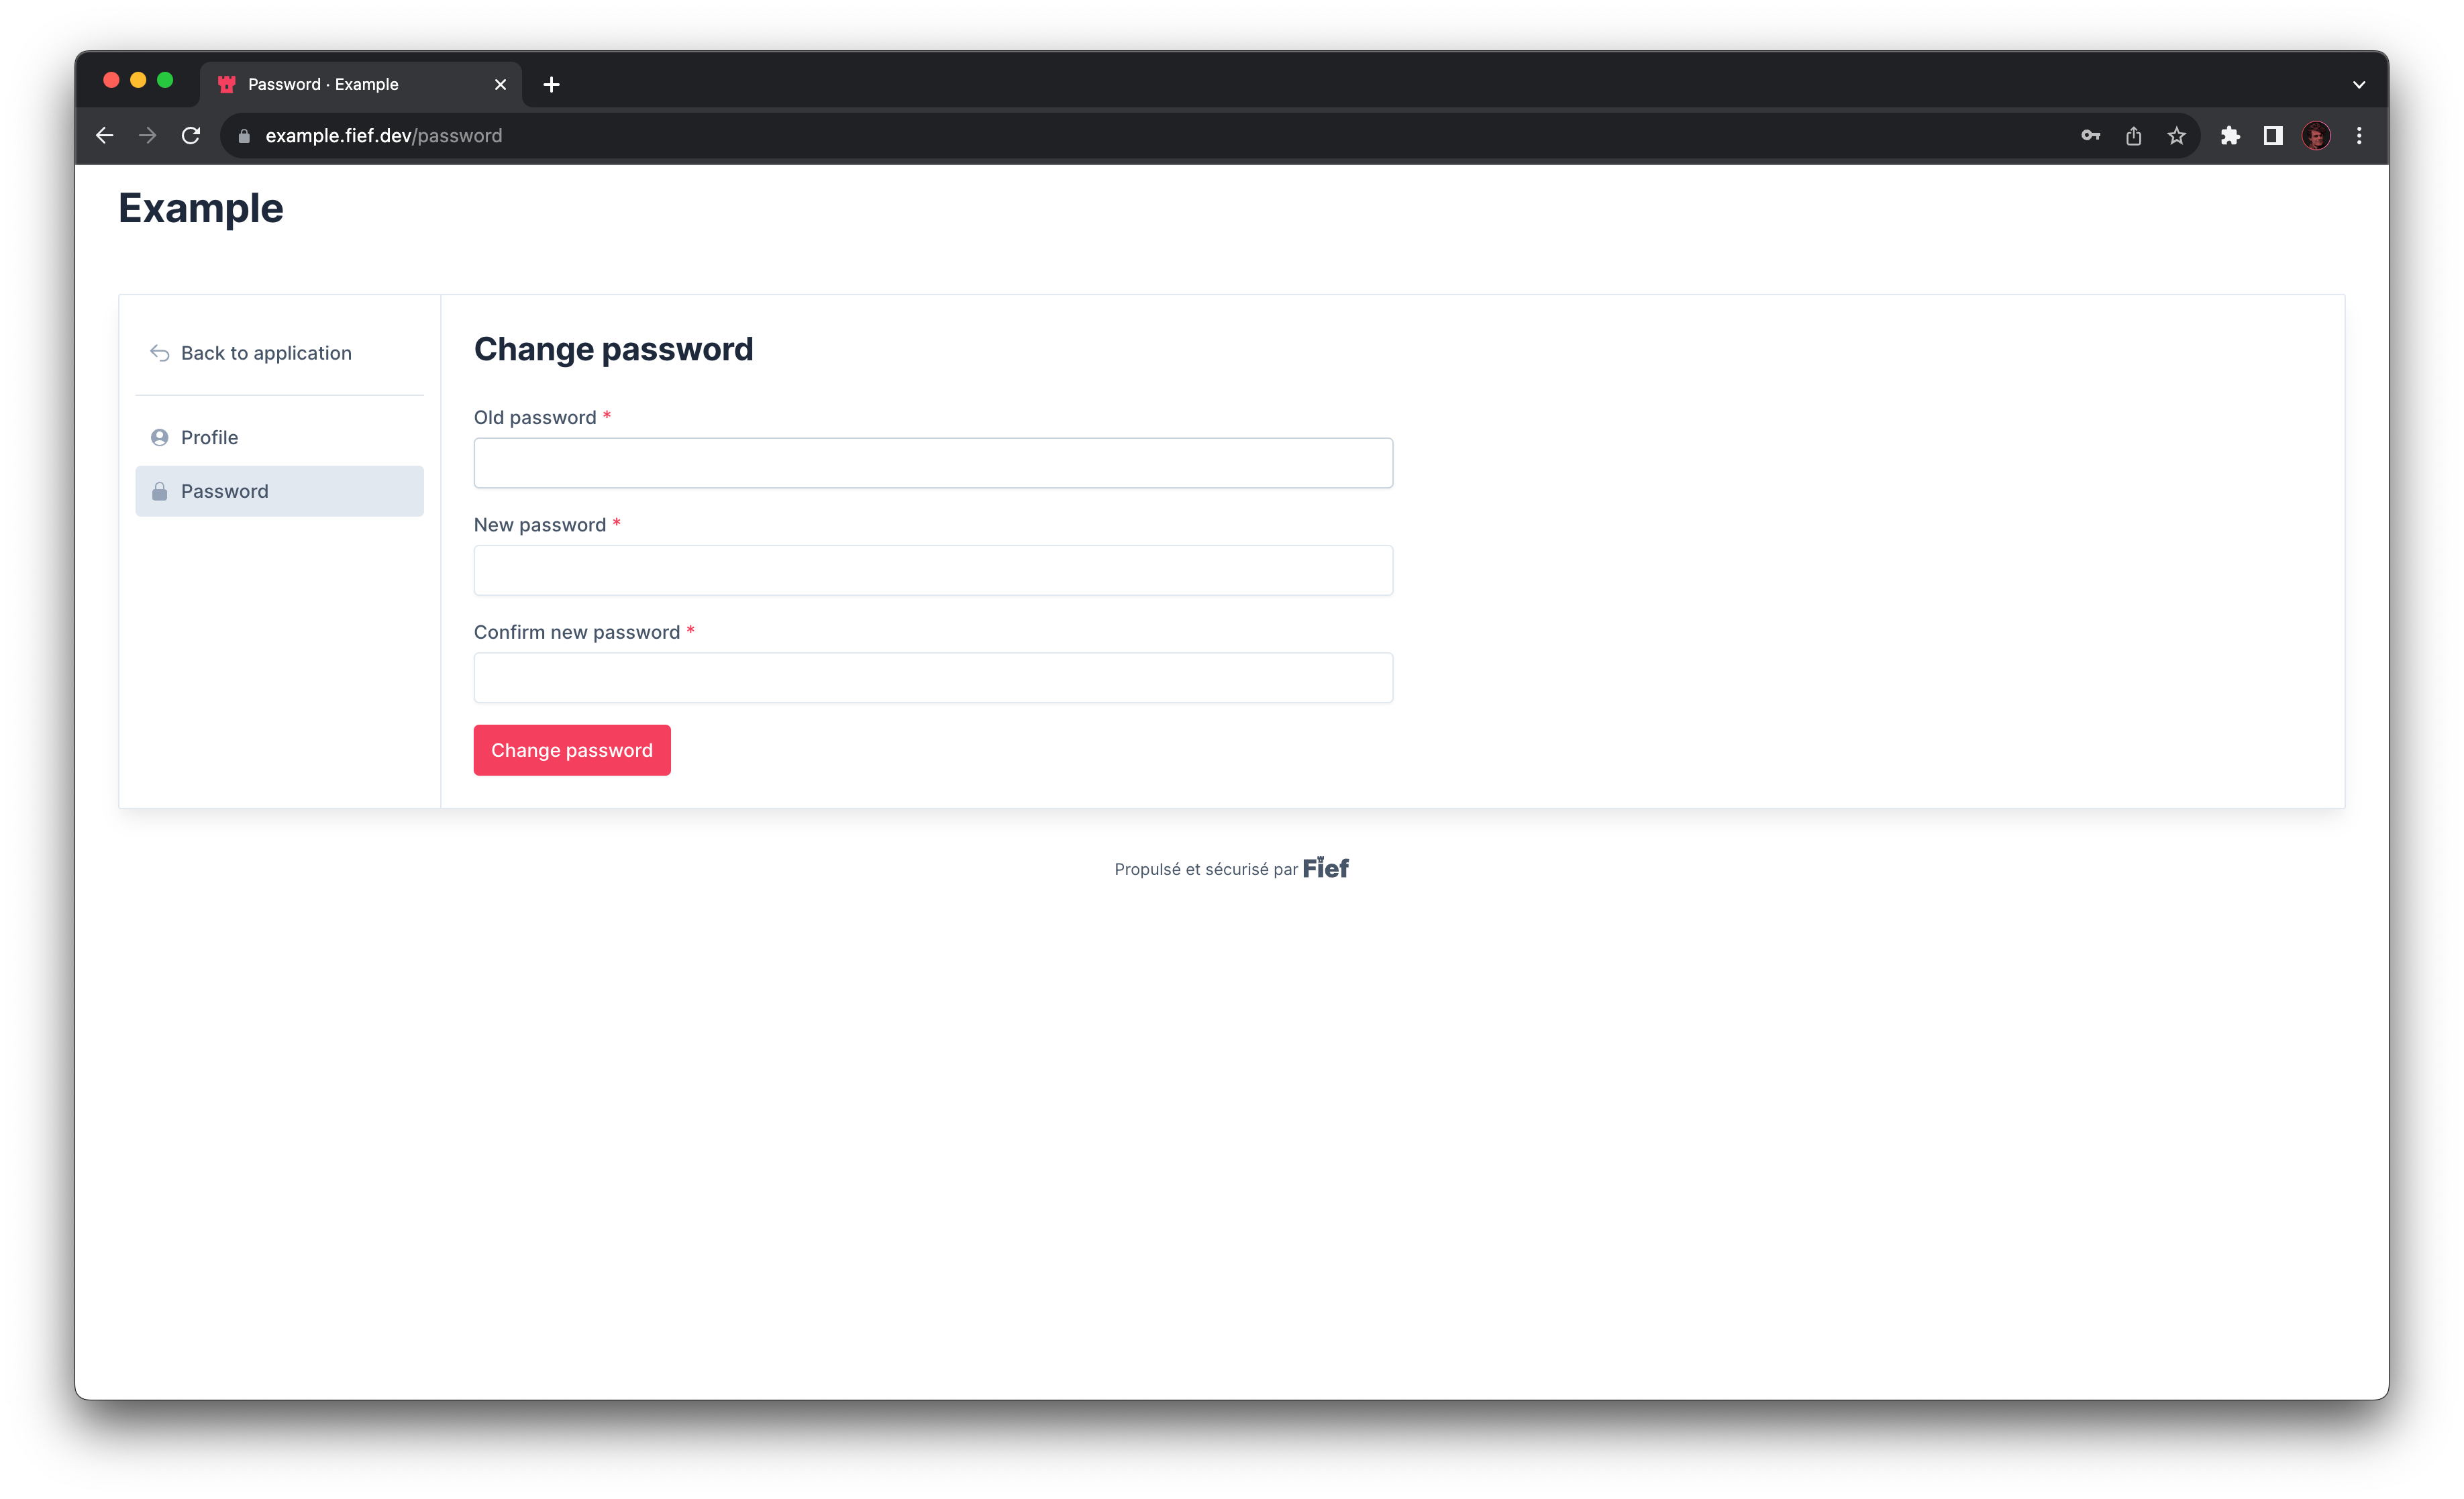 Password · Example
example.fief.dev/password
Example
Back to application
Profile
Password
Change password
Old password *
New password *
Confirm new password *
Change password
Propulsé et sécurisé par Fief